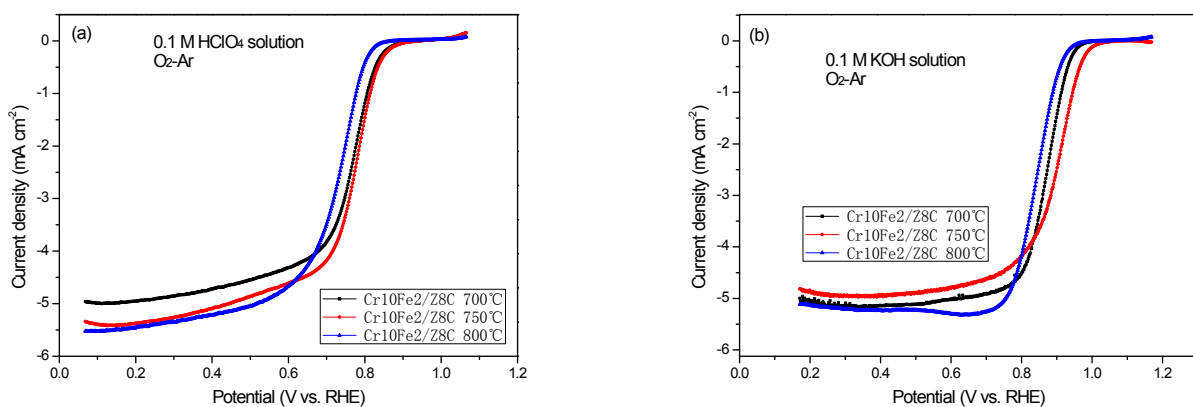 (a)
0.1 M HClO₄ solution
O₂-Ar
Current density (mA cm⁻²)
0
-1
-2
-3
-4
-5
-6
Cr10Fe2/Z8C 700℃
Cr10Fe2/Z8C 750℃
Cr10Fe2/Z8C 800℃
0.0 0.2 0.4 0.6 0.8 1.0 1.2
Potential (V vs. RHE)
(b)
0.1 M KOH solution
O₂-Ar
Current density (mA cm⁻²)
0
-1
-2
-3
-4
-5
-6
Cr10Fe2/Z8C 700℃
Cr10Fe2/Z8C 750℃
Cr10Fe2/Z8C 800℃
0.0 0.2 0.4 0.6 0.8 1.0 1.2
Potential (V vs. RHE)